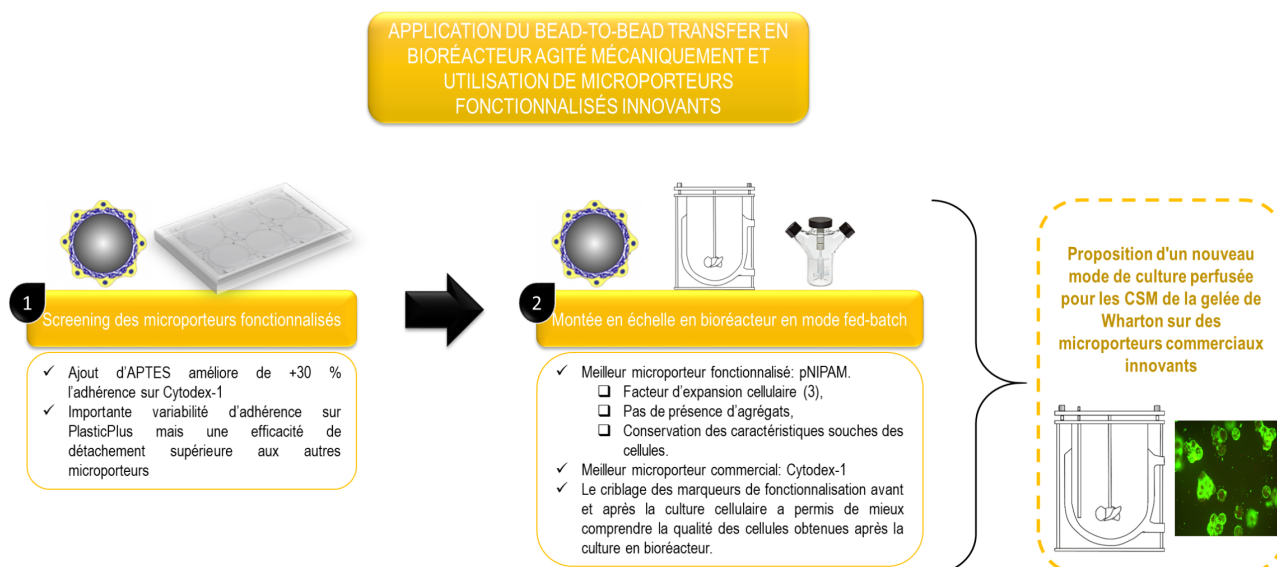 APPLICATION DU BEAD-TO-BEAD TRANSFER EN
BIORÉACTEUR AGITÉ MÉCANIQUEMENT ET
UTILISATION DE MICROPORTEURS
FONCTIONNALISÉS INNOVANTS
1
Screening des microporteurs fonctionnalisés
✓ Ajout d'APTES améliore de +30 %
l'adhérence sur Cytodex-1
✓ Importante variabilité d'adhérence sur
PlasticPlus mais une efficacité de
détachement supérieure aux autres
microporteurs
2
Montée en échelle en bioréacteur en mode fed-batch
✓ Meilleur microporteur fonctionnalisé: pNIPAM.
❑ Facteur d'expansion cellulaire (3),
❑ Pas de présence d'agrégats,
❑ Conservation des caractéristiques souches des
cellules.
✓ Meilleur microporteur commercial: Cytodex-1
✓ Le criblage des marqueurs de fonctionnalisation avant
et après la culture cellulaire a permis de mieux
comprendre la qualité des cellules obtenues après la
culture en bioréacteur.
Proposition d'un nouveau
mode de culture perfusée
pour les CSM de la gelée de
Wharton sur des
microporteurs commerciaux
innovants